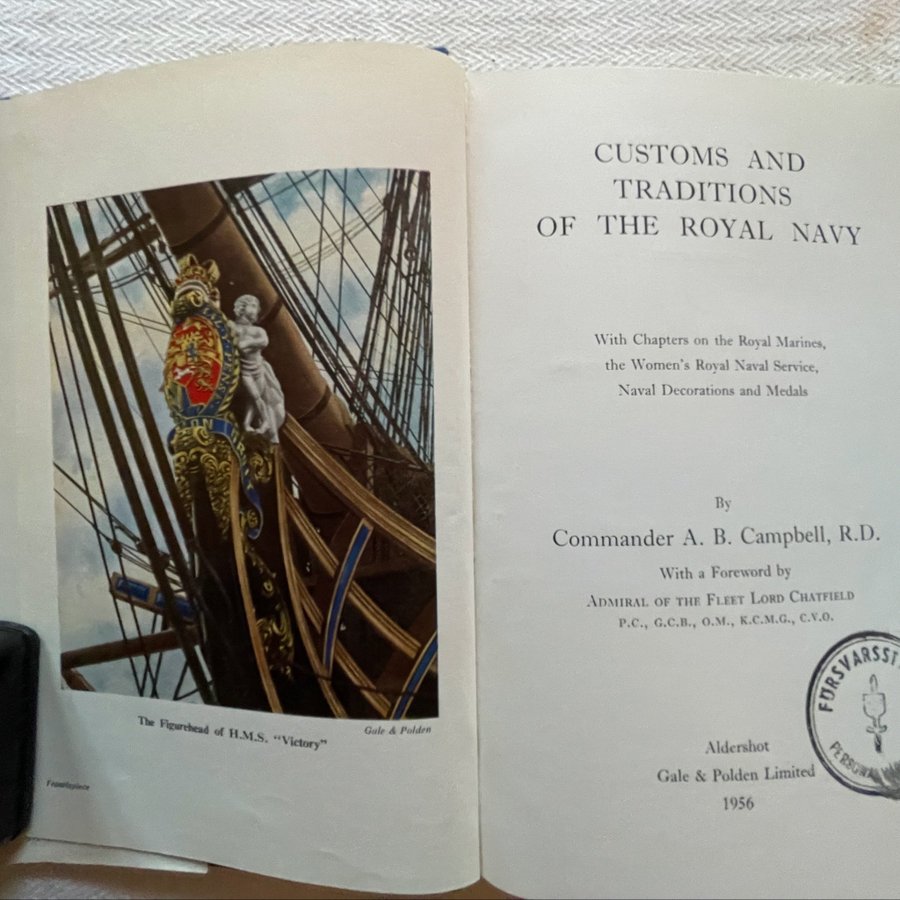 The Figurehead of H.M.S. "Victory"
Gale & Polden
Frontispiece
CUSTOMS AND
TRADITIONS
OF THE ROYAL NAVY
With Chapters on the Royal Marines,
the Women's Royal Naval Service,
Naval Decorations and Medals
By
Commander A. B. Campbell, R.D.
With a Foreword by
ADMIRAL OF THE FLEET LORD CHATFIELD
P.C., G.C.B., O.M., K.C.M.G., C.V.O.
Aldershot
Gale & Polden Limited
1956